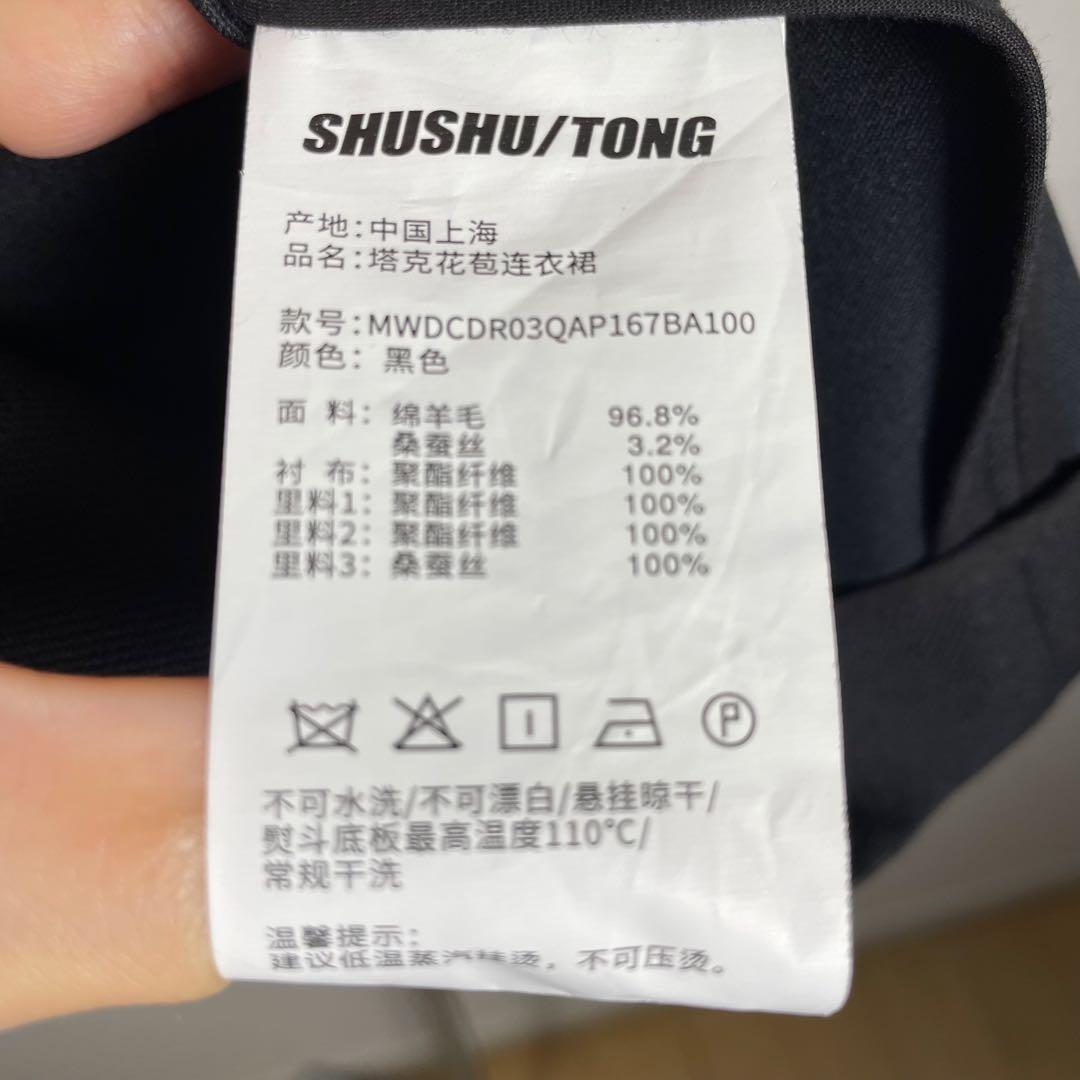 SHUSHU/TONG
产地:中国上海
品名:塔克花苞连衣裙
款号:MWDCDR03QAP167BA100
颜色: 黑色
面 料: 绵羊毛 96.8%
桑蚕丝 3.2%
衬 布: 聚酯纤维 100%
里料1: 聚酯纤维 100%
里料2: 聚酯纤维 100%
里料3: 桑蚕丝 100%
P
不可水洗/不可漂白/悬挂晾干/
熨斗底板最高温度110℃/
常规干洗
温馨提示:
建议低温蒸汽挂烫，不可压烫。